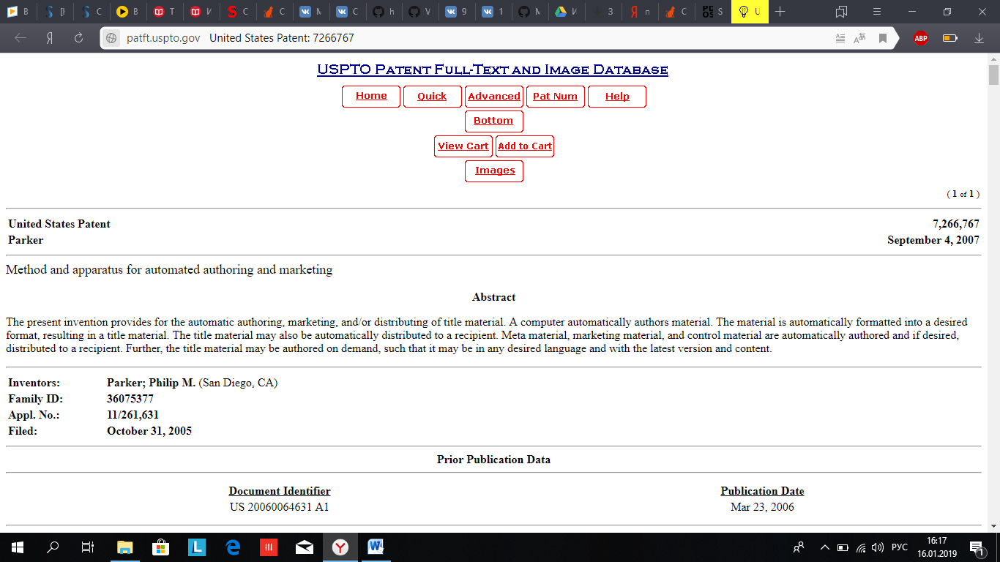 B [l C B T И C C M C h V 9 1 M И 3 п C S U
patft.uspto.gov United States Patent: 7266767 ABP
USPTO Patent Full-Text and Image Database
Home Quick Advanced Pat Num Help
Bottom
View Cart Add to Cart
Images
( 1 of 1 )
United States Patent 7,266,767
Parker September 4, 2007
Method and apparatus for automated authoring and marketing
Abstract
The present invention provides for the automatic authoring, marketing, and/or distributing of title material. A computer automatically authors material. The material is automatically formatted into a desired
format, resulting in a title material. The title material may also be automatically distributed to a recipient. Meta material, marketing material, and control material are automatically authored and if desired,
distributed to a recipient. Further, the title material may be authored on demand, such that it may be in any desired language and with the latest version and content.
Inventors: Parker; Philip M. (San Diego, CA)
Family ID: 36075377
Appl. No.: 11/261,631
Filed: October 31, 2005
Prior Publication Data
Document Identifier Publication Date
US 20060064631 A1 Mar 23, 2006
РУС 16:17
16.01.2019 1